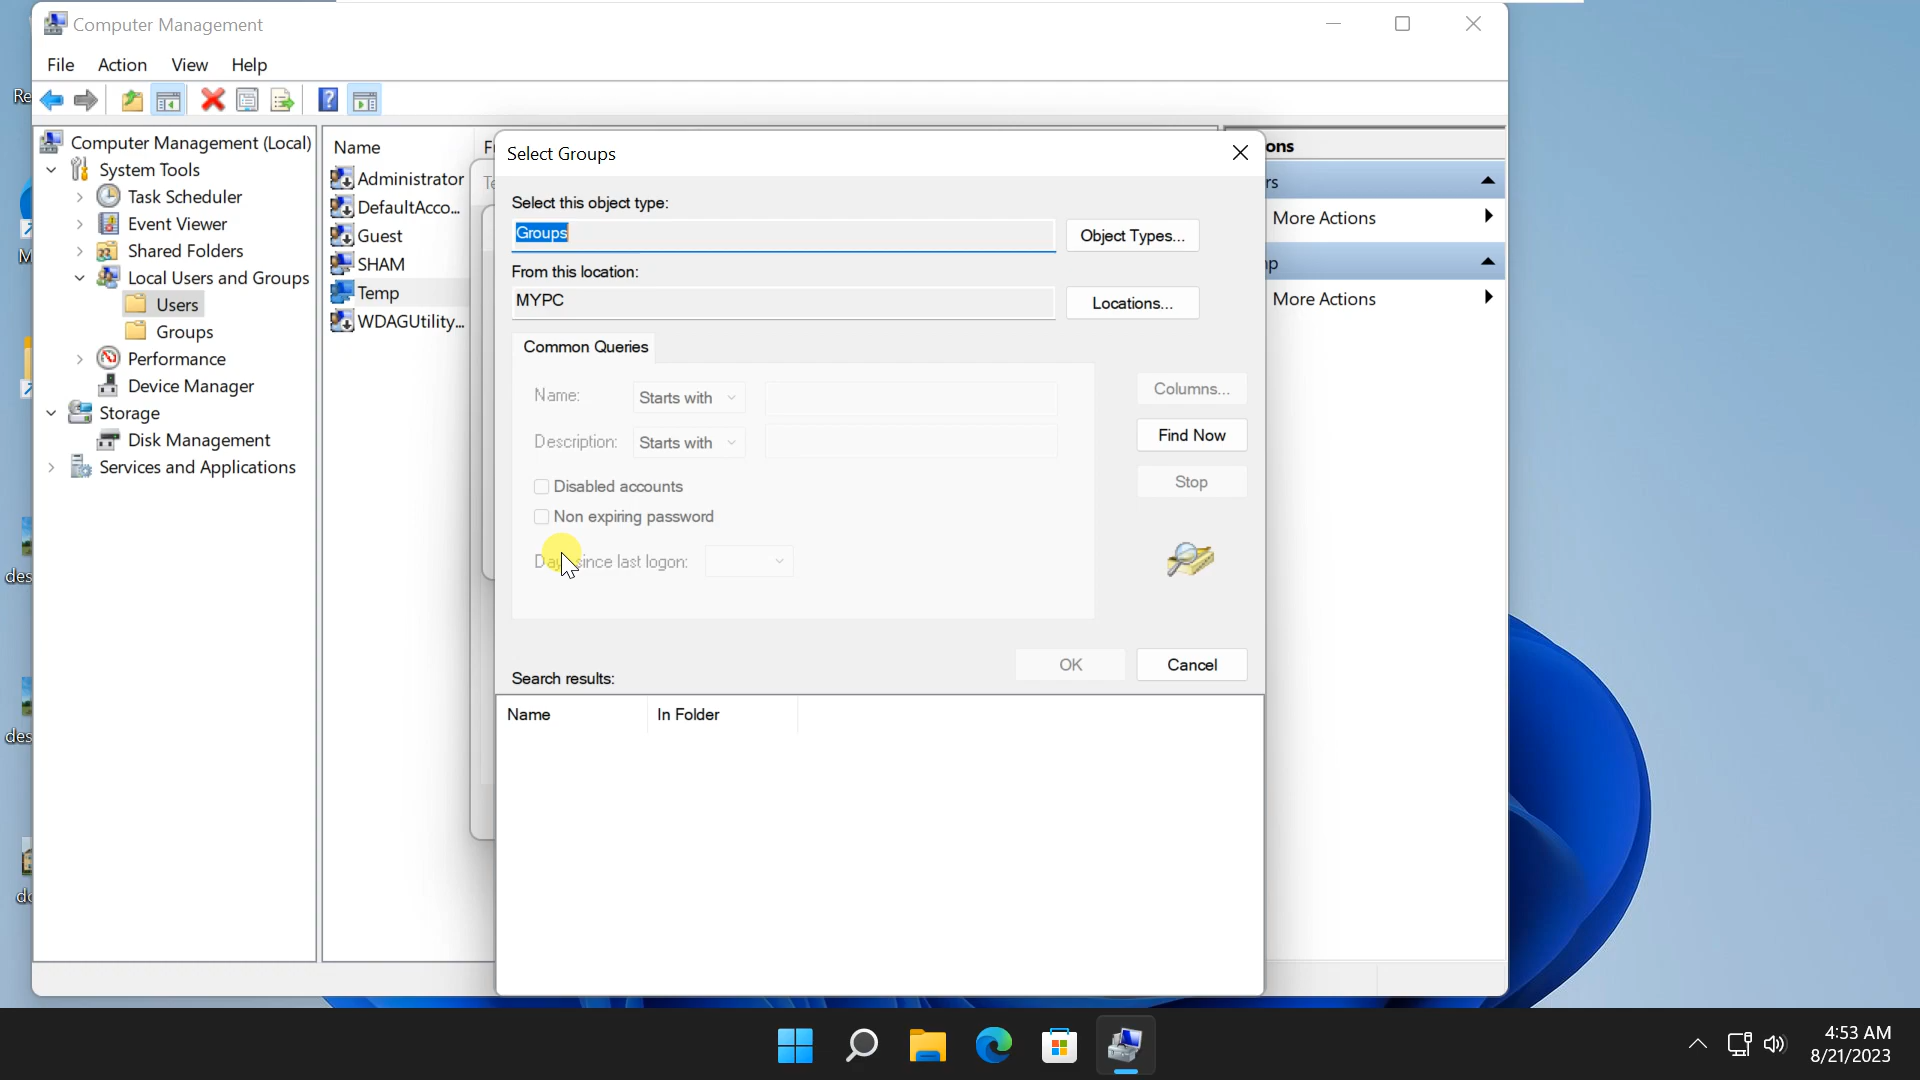 Computer Management
File Action View Help
Computer Management (Local)
System Tools
Task Scheduler
Event Viewer
Shared Folders
Local Users and Groups
Users
Groups
Performance
Device Manager
Storage
Disk Management
Services and Applications
Name
Administrator
DefaultAcco...
Guest
SHAM
Temp
WDAGUtility...
Select Groups
Select this object type:
Groups
Object Types...
From this location:
MYPC
Locations...
Common Queries
Name: Starts with
Description: Starts with
Disabled accounts
Non expiring password
since last logon:
Columns...
Find Now
Stop
OK
Cancel
Search results:
Name In Folder
ons
rs
More Actions
More Actions
Re
M
des
des
4:53 AM
8/21/2023